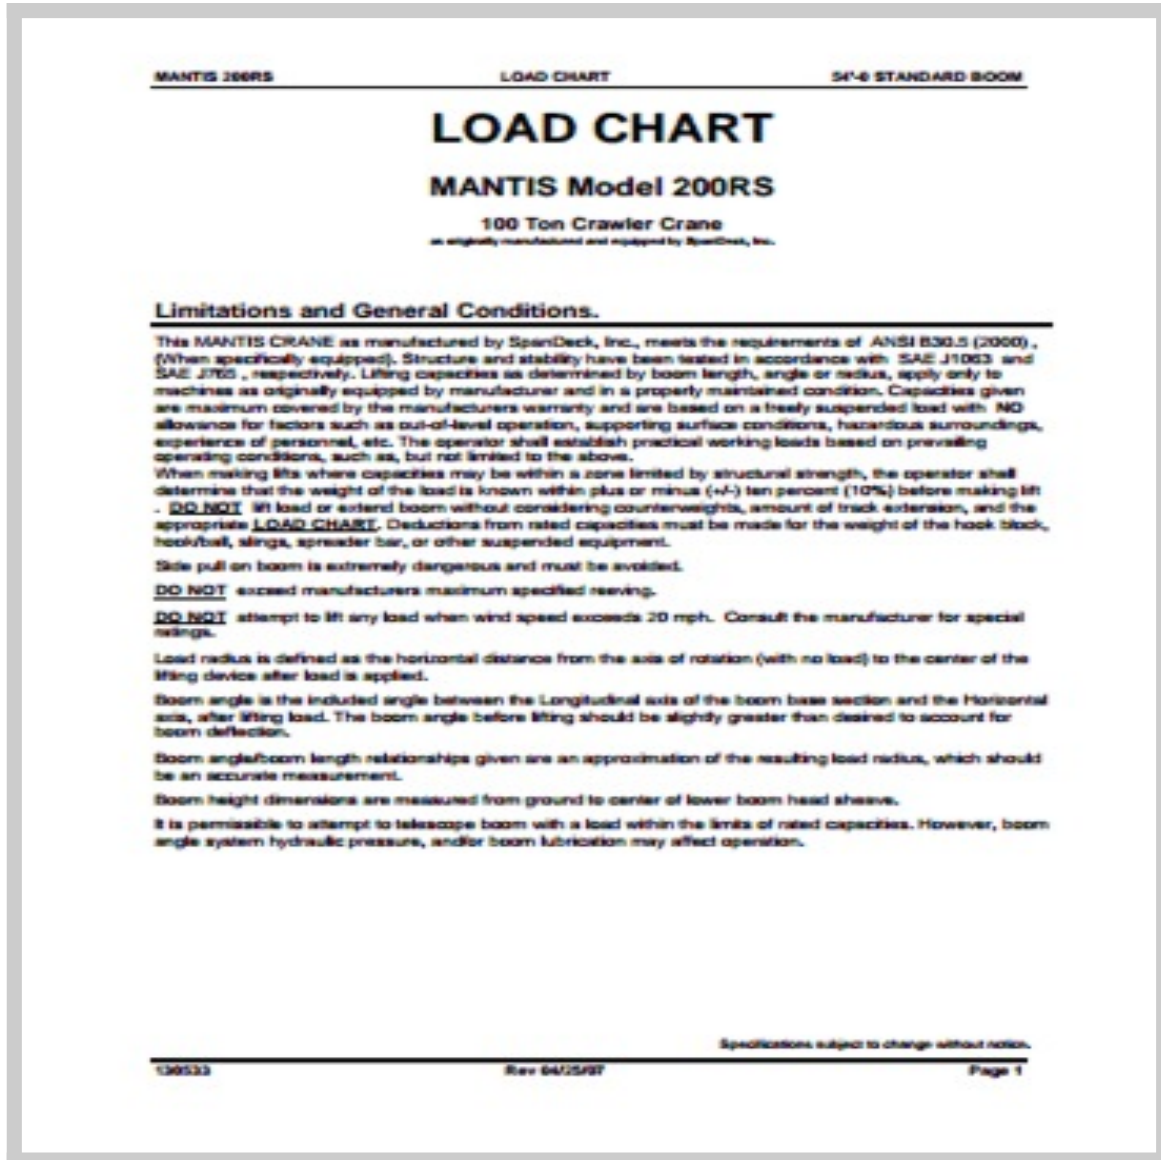 MANTIS 200RS LOAD CHART 54'-0 STANDARD BOOM
LOAD CHART
MANTIS Model 200RS
100 Ton Crawler Crane
as originally manufactured and equipped by SpanDeck, Inc.
Limitations and General Conditions.
This MANTIS CRANE as manufactured by SpanDeck, Inc., meets the requirements of ANSI B30.5 (2000) ,
(When specifically equipped). Structure and stability have been tested in accordance with SAE J1063 and
SAE J765 , respectively. Lifting capacities as determined by boom length, angle or radius, apply only to
machines as originally equipped by manufacturer and in a properly maintained condition. Capacities given
are maximum covered by the manufacturers warranty and are based on a freely suspended load with NO
allowance for factors such as out-of-level operation, supporting surface conditions, hazardous surroundings,
experience of personnel, etc. The operator shall establish practical working loads based on prevailing
operating conditions, such as, but not limited to the above.
When making lifts where capacities may be within a zone limited by structural strength, the operator shall
determine that the weight of the load is known within plus or minus (+/-) ten percent (10%) before making lift
. DO NOT lift load or extend boom without considering counterweights, amount of track extension, and the
appropriate LOAD CHART. Deductions from rated capacities must be made for the weight of the hook block,
hook/ball, slings, spreader bar, or other suspended equipment.
Side pull on boom is extremely dangerous and must be avoided.
DO NOT exceed manufacturers maximum specified reeving.
DO NOT attempt to lift any load when wind speed exceeds 20 mph. Consult the manufacturer for special
ratings.
Load radius is defined as the horizontal distance from the axis of rotation (with no load) to the center of the
lifting device after load is applied.
Boom angle is the included angle between the Longitudinal axis of the boom base section and the Horizontal
axis, after lifting load. The boom angle before lifting should be slightly greater than desired to account for
boom deflection.
Boom angle/boom length relationships given are an approximation of the resulting load radius, which should
be an accurate measurement.
Boom height dimensions are measured from ground to center of lower boom head sheave.
It is permissible to attempt to telescope boom with a load within the limits of rated capacities. However, boom
angle system hydraulic pressure, and/or boom lubrication may affect operation.
Specifications subject to change without notice.
130533 Rev 04/25/07 Page 1